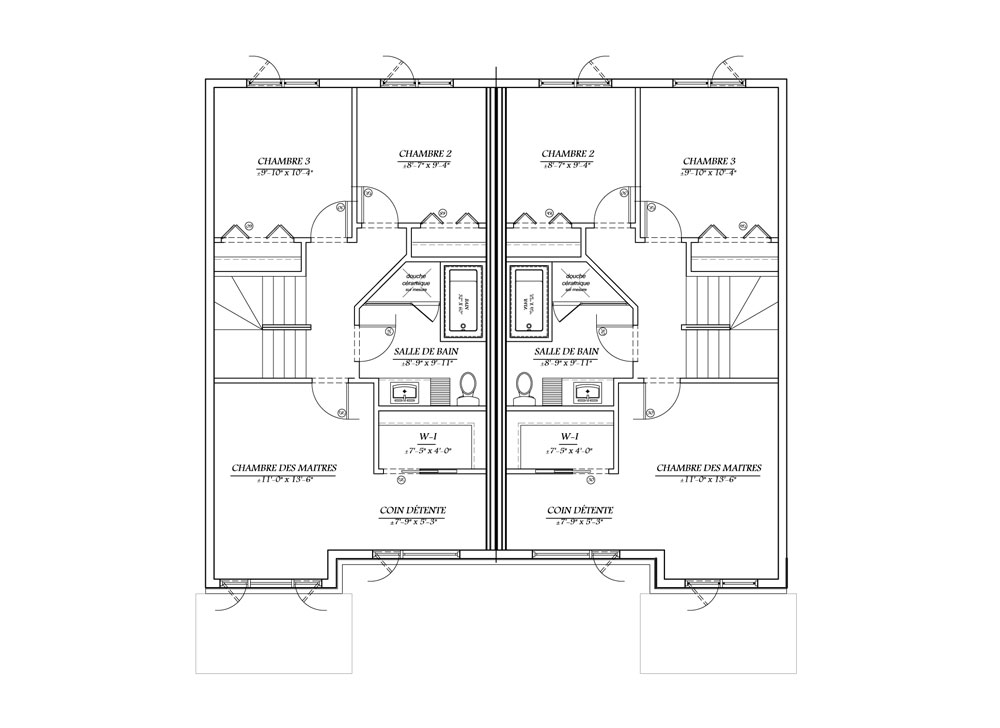 CHAMBRE 3
±9'-10" x 10'-4"
CHAMBRE 2
±8'-7" x 9'-4"
CHAMBRE 2
±8'-7" x 9'-4"
CHAMBRE 3
±9'-10" x 10'-4"
douche
céramique
sur mesure
BAIN
douche
céramique
sur mesure
BAIN
SALLE DE BAIN
±8'-9" x 9'-11"
SALLE DE BAIN
±8'-9" x 9'-11"
W-I
±7'-5" x 4'-0"
W-I
±7'-5" x 4'-0"
CHAMBRE DES MAITRES
±11'-0" x 13'-6"
CHAMBRE DES MAITRES
±11'-0" x 13'-6"
COIN DÉTENTE
±7'-9" x 5'-3"
COIN DÉTENTE
±7'-9" x 5'-3"